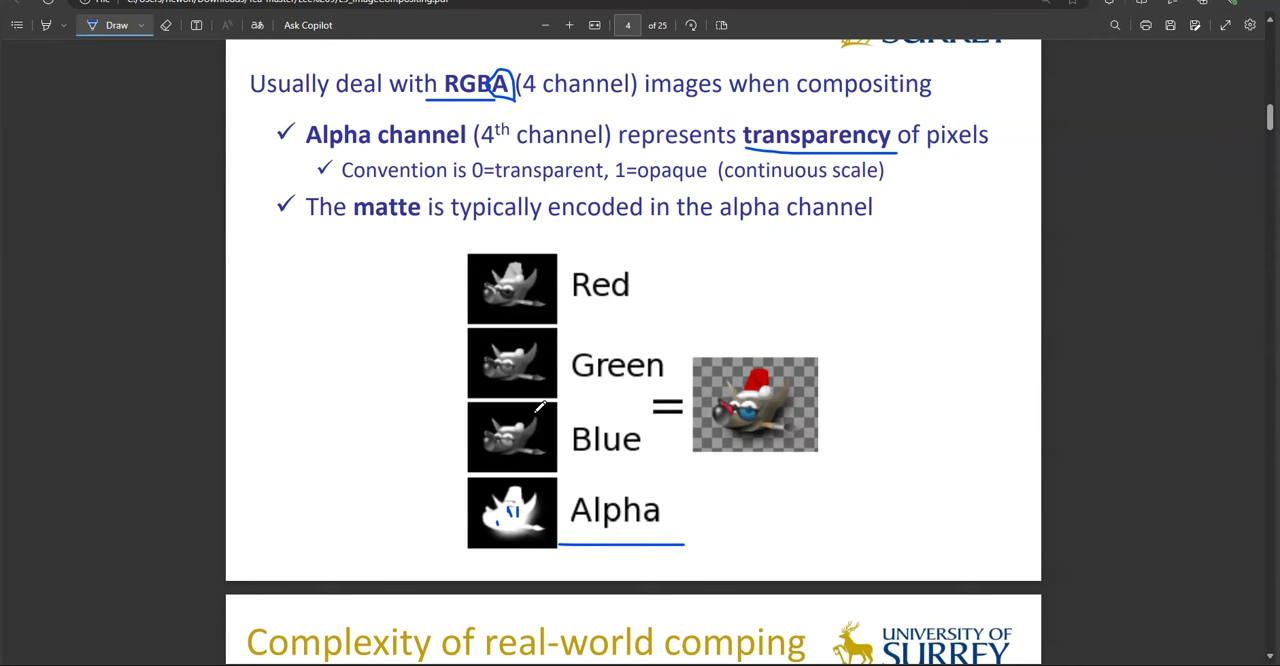 Draw
4
of 25
Ask Copilot
SURREY
Usually deal with RGBA (4 channel) images when compositing
✓ Alpha channel (4th channel) represents transparency of pixels
✓ Convention is 0=transparent, 1=opaque (continuous scale)
✓ The matte is typically encoded in the alpha channel
Red
Green
=
Blue
Alpha
Complexity of real-world comping
UNIVERSITY OF
SURREY